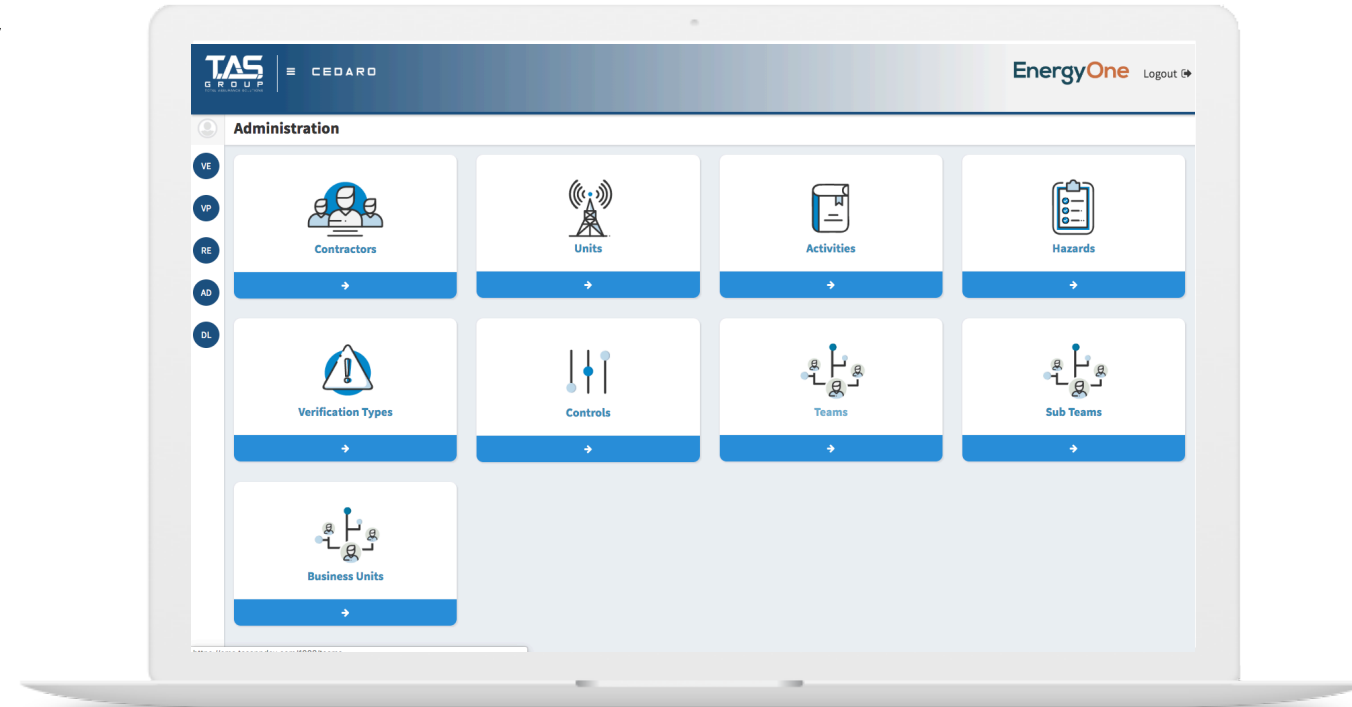 TAS
GROUP
≡ CEDARO
EnergyOne
Logout
Administration
VE
VP
RE
AD
DL
Contractors
Units
Activities
Hazards
Verification Types
Controls
Teams
Sub Teams
Business Units